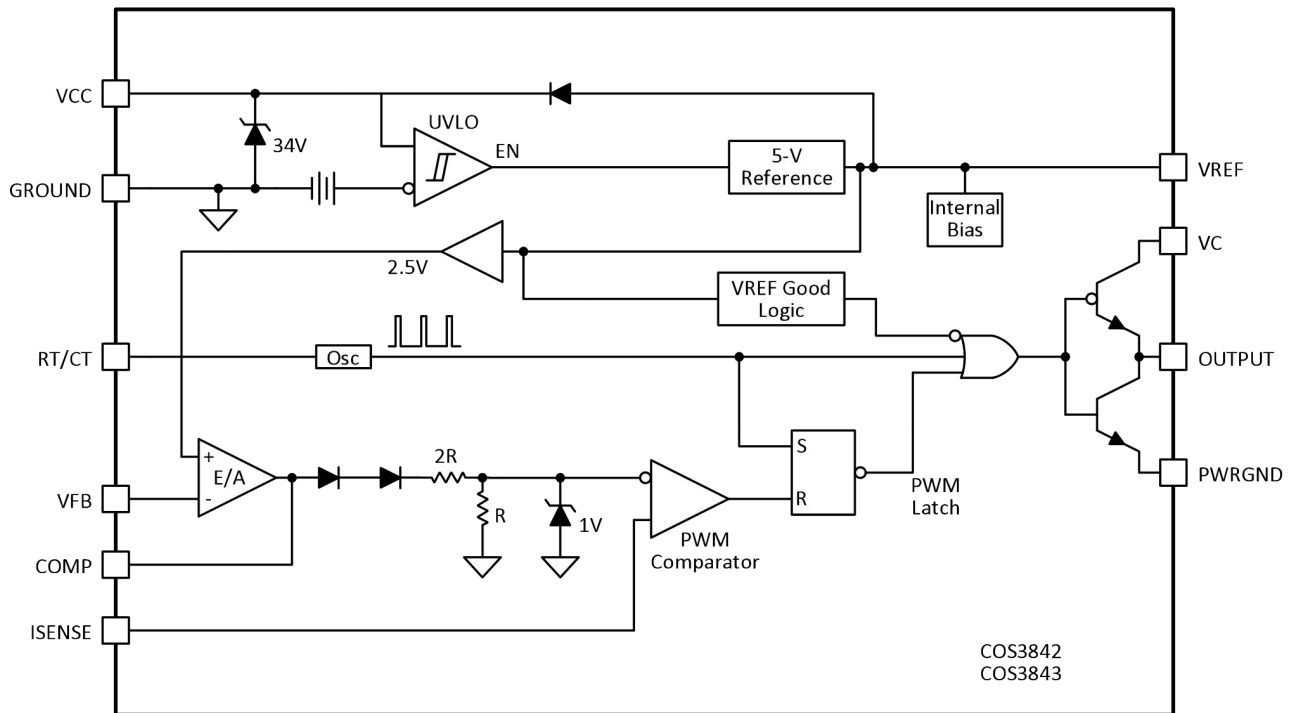 VCC
UVLO
34V
EN
5-V
Reference
GROUND
VREF
Internal
Bias
VC
2.5V
VREF Good
Logic
RT/CT
Osc
OUTPUT
+
E/A
-
2R
S
VFB
R
1V
R
PWM
Latch
PWRGND
PWM
Comparator
COMP
ISENSE
COS3842
COS3843